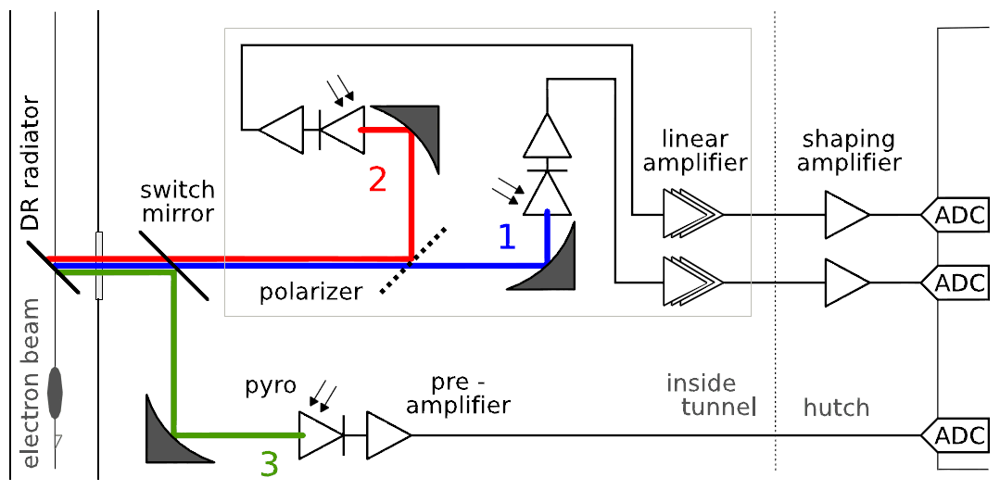 DR radiator
electron beam
switch
mirror
2
1
polarizer
linear
amplifier
shaping
amplifier
ADC
ADC
pyro
3
pre -
amplifier
inside
tunnel
hutch
ADC